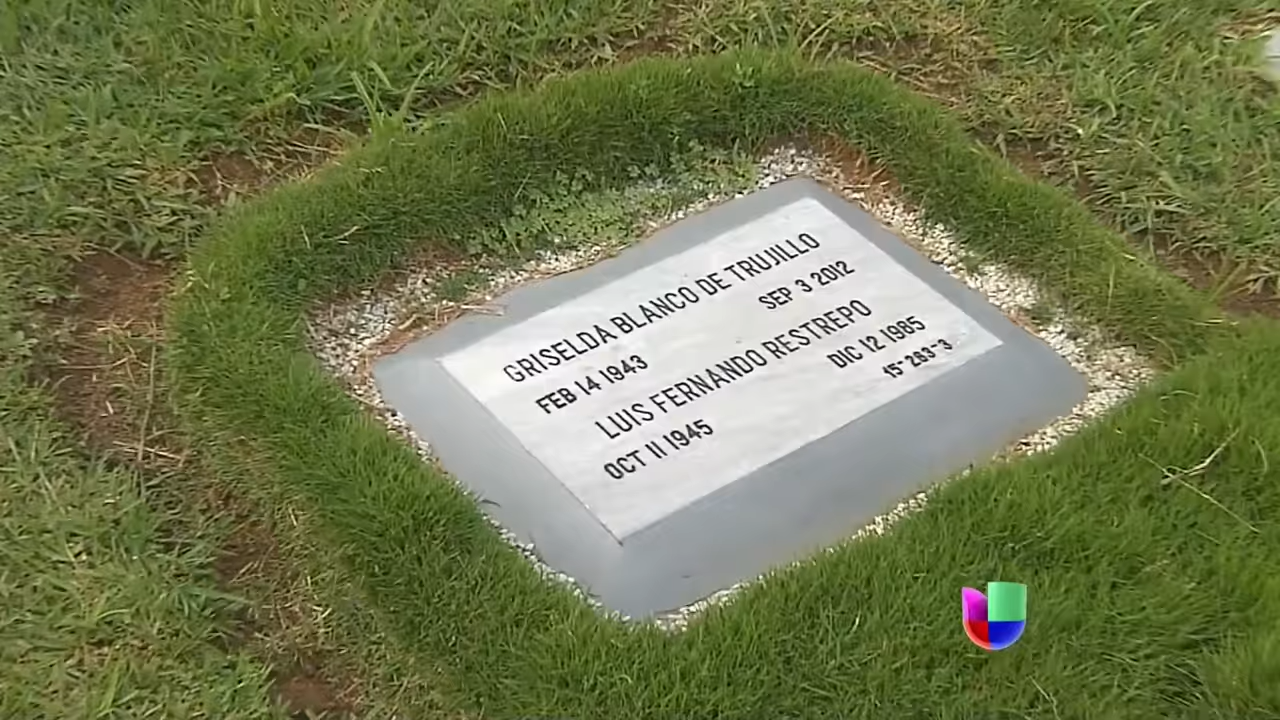 GRISELDA BLANCO DE TRUJILLO
FEB 14 1943 SEP 3 2012
LUIS FERNANDO RESTREPO
OCT 11 1945 DIC 12 1985
15-263-3